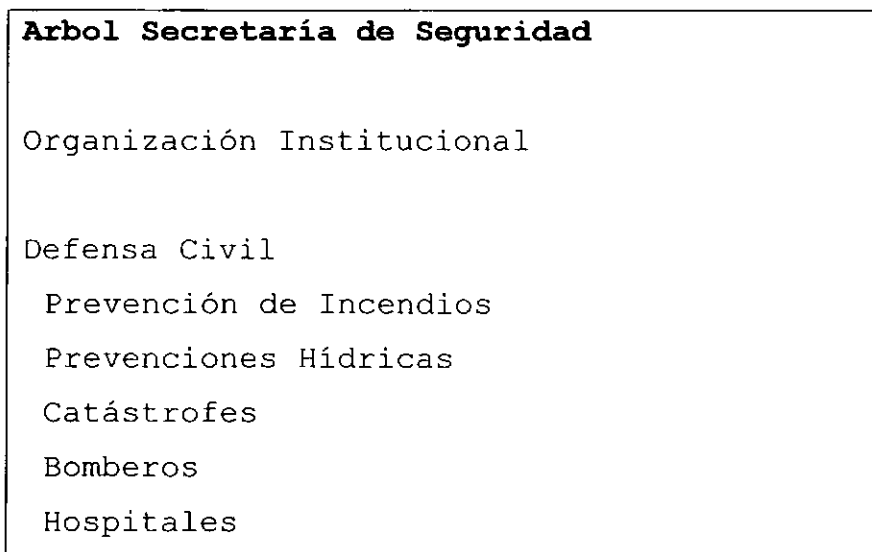 Arbol Secretaría de Seguridad
Organización Institucional
Defensa Civil
Prevención de Incendios
Prevenciones Hídricas
Catástrofes
Bomberos
Hospitales